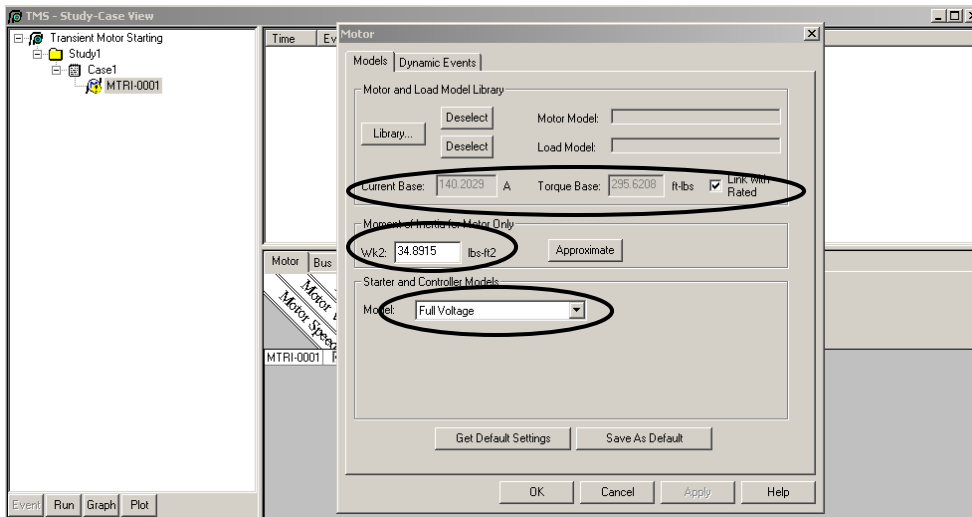 TMS - Study-Case View
Transient Motor Starting
Study1
Case1
MTRI-0001
Time
Motor
Models
Dynamic Events
Motor and Load Model Library
Library...
Deselect
Motor Model:
Deselect
Load Model:
Current Base: 140.2029 A Torque Base: 295.6208 ft-lbs Link with Rated
Moment of Inertia for Motor Only
Wk2: 34.8915 lbs-ft2 Approximate
Starter and Controller Models
Model: Full Voltage
Get Default Settings Save As Default
OK Cancel Apply Help
Motor Bus
Motor
Motor Speed
MTRI-0001
Event Run Graph Plot